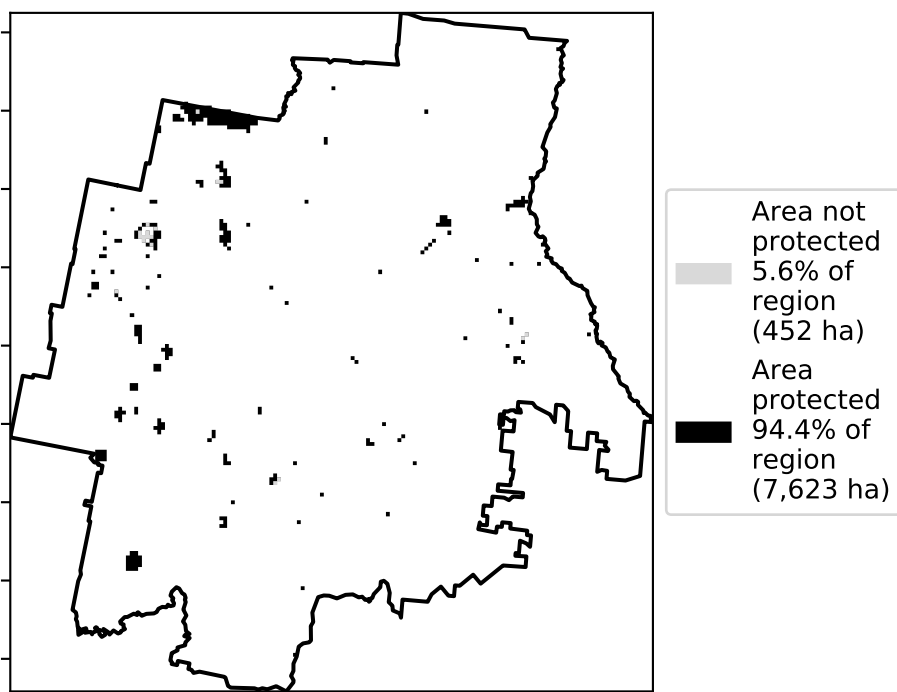 Area not
protected
5.6% of
region
(452 ha)
Area
protected
94.4% of
region
(7,623 ha)